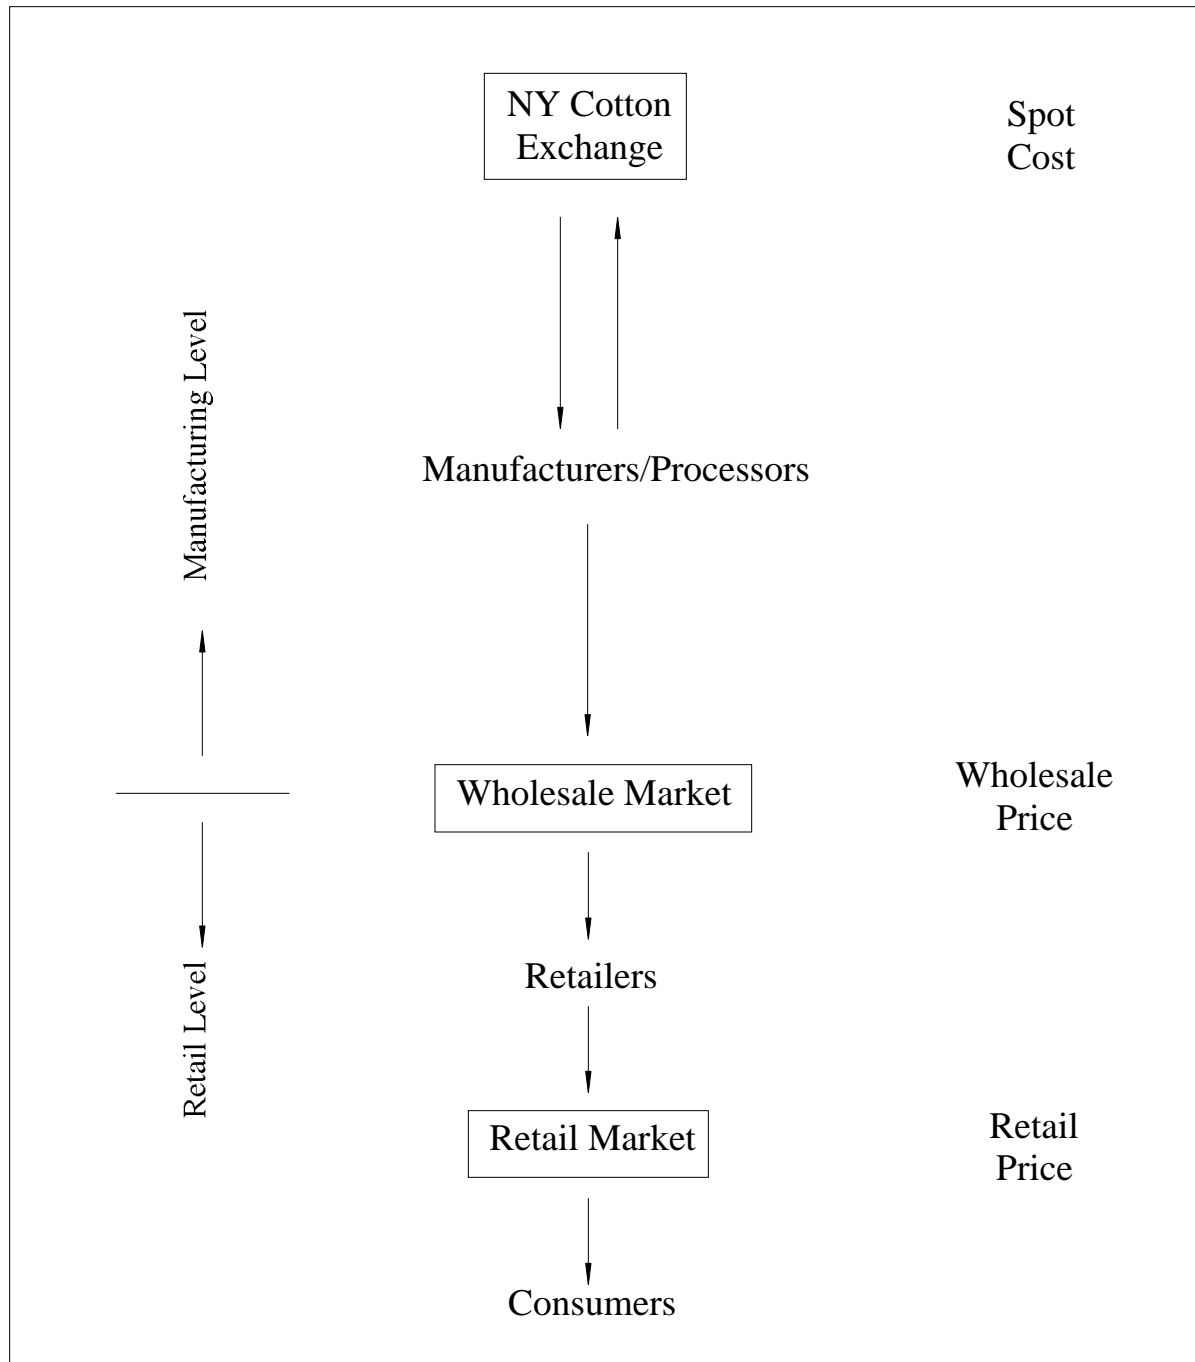 NY Cotton
Exchange
Spot
Cost
Manufacturing Level
Manufacturers/Processors
Wholesale Market
Wholesale
Price
Retail Level
Retailers
Retail Market
Retail
Price
Consumers